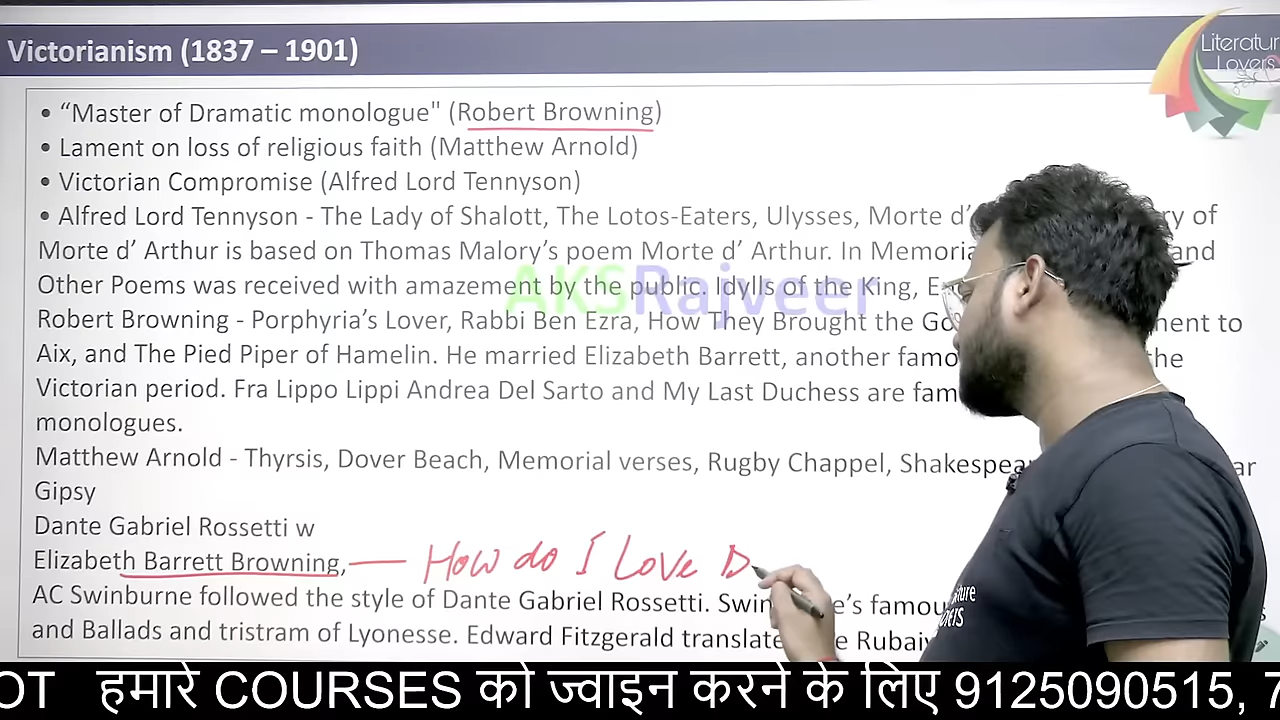 Victorianism (1837 – 1901)
Literatur
Lovers
• “Master of Dramatic monologue" (Robert Browning)
• Lament on loss of religious faith (Matthew Arnold)
• Victorian Compromise (Alfred Lord Tennyson)
• Alfred Lord Tennyson - The Lady of Shalott, The Lotos-Eaters, Ulysses, Morte d’ of
Morte d’ Arthur is based on Thomas Malory’s poem Morte d’ Arthur. In and
Other Poems was received with amazement by the public. Idylls of the King,
AKSRajveer
Robert Browning - Porphyria’s Lover, Rabbi Ben Ezra, How They Brought the to
Aix, and The Pied Piper of Hamelin. He married Elizabeth Barrett, another the
Victorian period. Fra Lippo Lippi Andrea Del Sarto and My Last Duchess are
monologues.
Matthew Arnold - Thyrsis, Dover Beach, Memorial verses, Rugby Chappel,
Gipsy
Dante Gabriel Rossetti w
Elizabeth Barrett Browning, — How do I Love
AC Swinburne followed the style of Dante Gabriel Rossetti.
and Ballads and tristram of Lyonesse. Edward Fitzgerald
हमारे COURSES को ज्वाइन करने के लिए 9125090515, 7